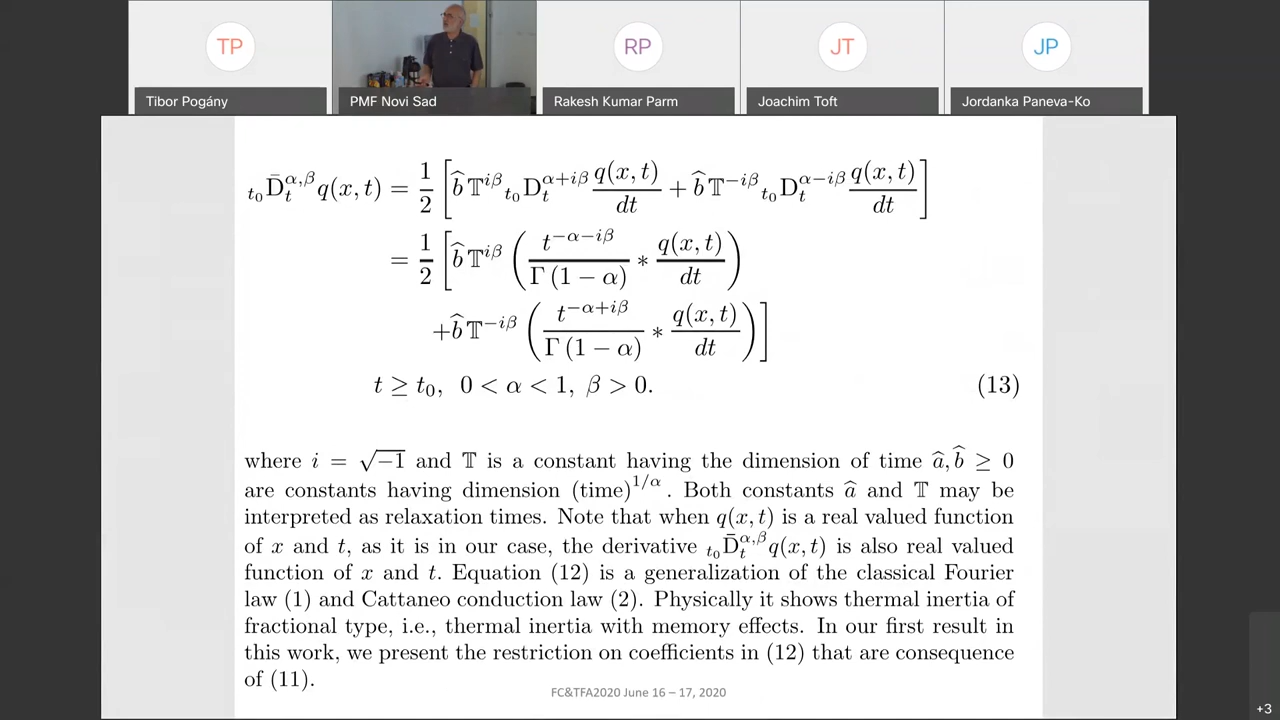 TP
RP
JT
JP
Tibor Pogány
PMF Novi Sad
Rakesh Kumar Parm
Joachim Toft
Jordanka Paneva-Ko
$_{t_0}\bar{\mathrm{D}}_t^{\alpha,\beta} q(x,t) = \frac{1}{2}\left[\widehat{b}\,\mathbb{T}^{i\beta}\,_{t_0}\mathrm{D}_t^{\alpha+i\beta}\frac{q(x,t)}{dt} + \widehat{b}\,\mathbb{T}^{-i\beta}\,_{t_0}\mathrm{D}_t^{\alpha-i\beta}\frac{q(x,t)}{dt}\right]$
$= \frac{1}{2}\left[\widehat{b}\,\mathbb{T}^{i\beta}\left(\frac{t^{-\alpha-i\beta}}{\Gamma(1-\alpha)} * \frac{q(x,t)}{dt}\right)\right.$
$\left.+\widehat{b}\,\mathbb{T}^{-i\beta}\left(\frac{t^{-\alpha+i\beta}}{\Gamma(1-\alpha)} * \frac{q(x,t)}{dt}\right)\right]$
$t \geq t_0,\ 0 < \alpha < 1,\ \beta > 0.$ (13)
where $i = \sqrt{-1}$ and $\mathbb{T}$ is a constant having the dimension of time $\widehat{a}, \widehat{b} \geq 0$
are constants having dimension $(\text{time})^{1/\alpha}$. Both constants $\widehat{a}$ and $\mathbb{T}$ may be
interpreted as relaxation times. Note that when $q(x,t)$ is a real valued function
of $x$ and $t$, as it is in our case, the derivative $_{t_0}\bar{\mathrm{D}}_t^{\alpha,\beta} q(x,t)$ is also real valued
function of $x$ and $t$. Equation (12) is a generalization of the classical Fourier
law (1) and Cattaneo conduction law (2). Physically it shows thermal inertia of
fractional type, i.e., thermal inertia with memory effects. In our first result in
this work, we present the restriction on coefficients in (12) that are consequence
of (11).
FC&TFA2020 June 16 – 17, 2020
+3